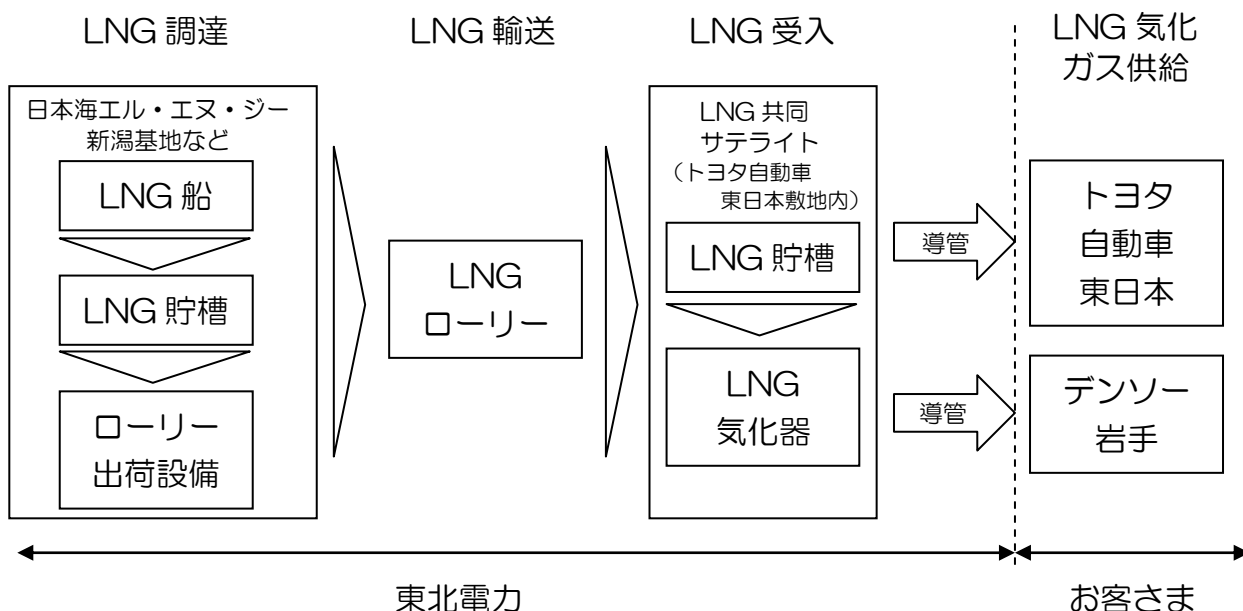 LNG 調達
日本海エル・エヌ・ジー
新潟基地など
LNG 船
LNG 貯槽
ローリー
出荷設備
LNG 輸送
LNG
ローリー
LNG 受入
LNG 共同
サテライト
（トヨタ自動車
東日本敷地内）
LNG 貯槽
LNG
気化器
導管
導管
LNG 気化
ガス供給
トヨタ
自動車
東日本
デンソー
岩手
東北電力
お客さま